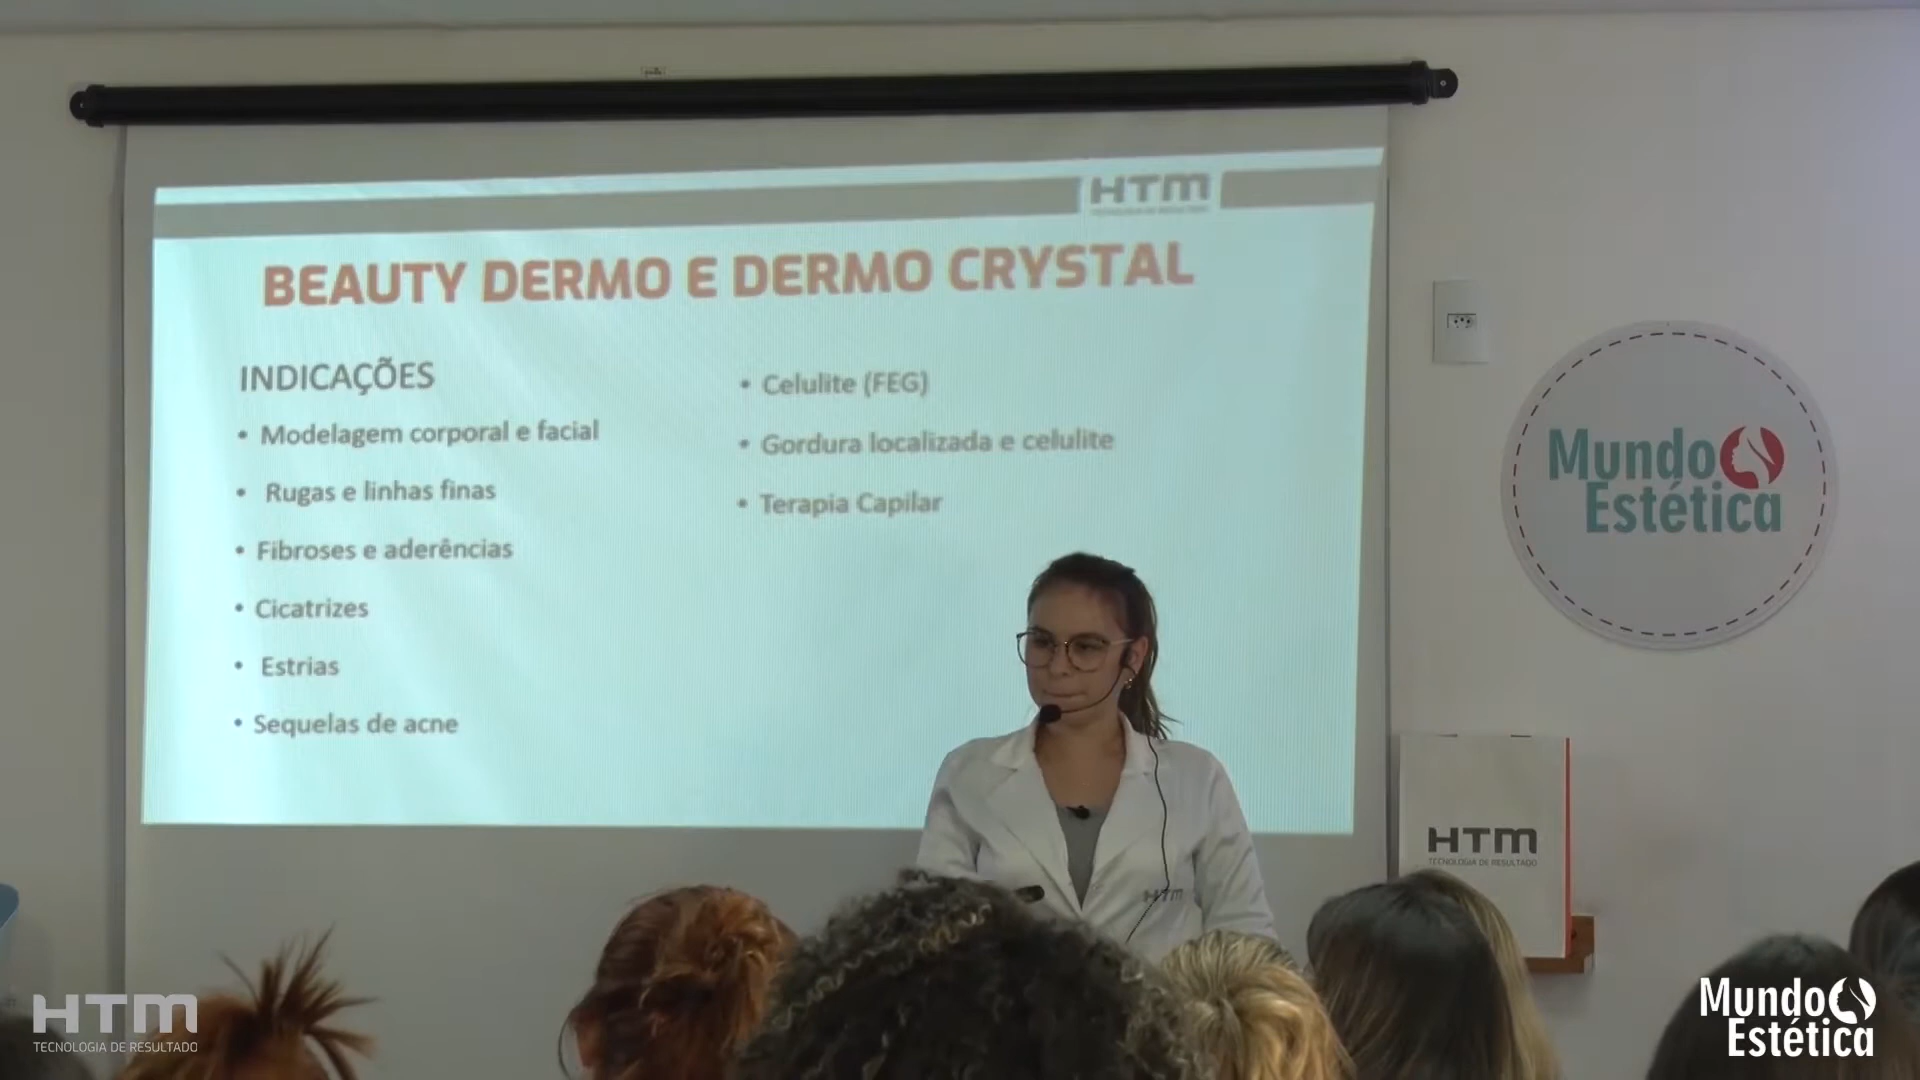 HTM
BEAUTY DERMO E DERMO CRYSTAL
INDICAÇÕES
• Modelagem corporal e facial
• Rugas e linhas finas
• Fibroses e aderências
• Cicatrizes
• Estrias
• Sequelas de acne
• Celulite (FEG)
• Gordura localizada e celulite
• Terapia Capilar
Mundo
Estética
HTM
TECNOLOGIA DE RESULTADO
HTM
HTM
TECNOLOGIA DE RESULTADO
Mundo
Estética